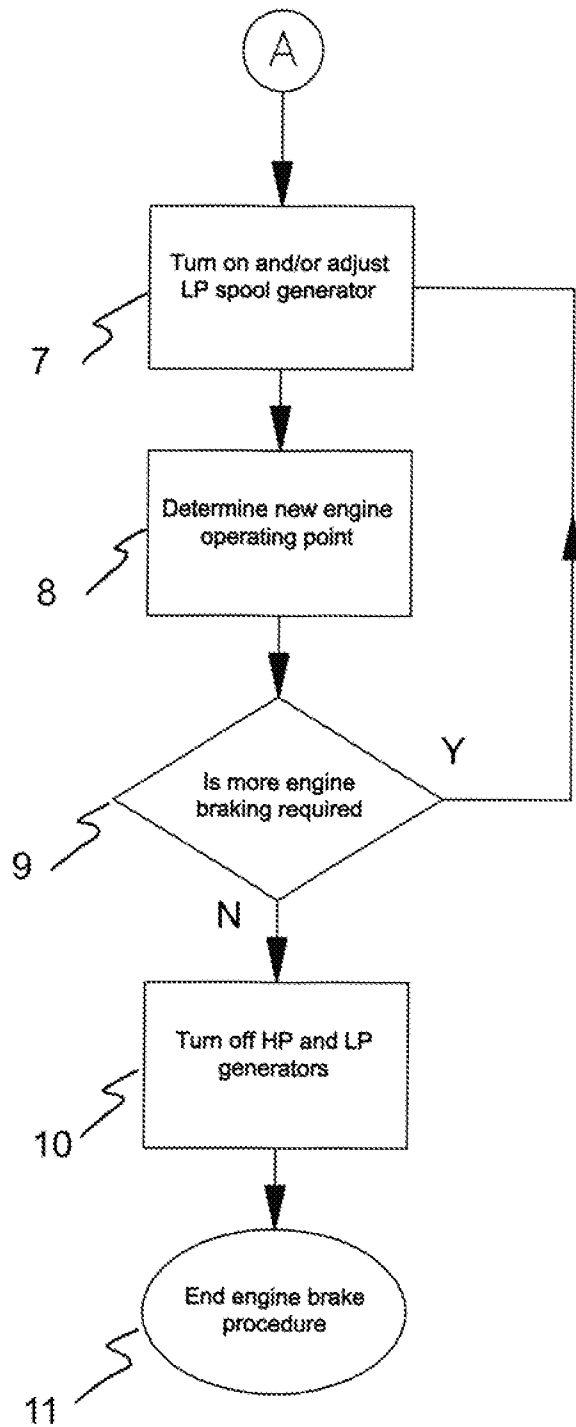 A
Turn on and/or adjust
LP spool generator
7
Determine new engine
operating point
8
Is more engine
braking required
Y
9
N
Turn off HP and LP
generators
10
End engine brake
procedure
11